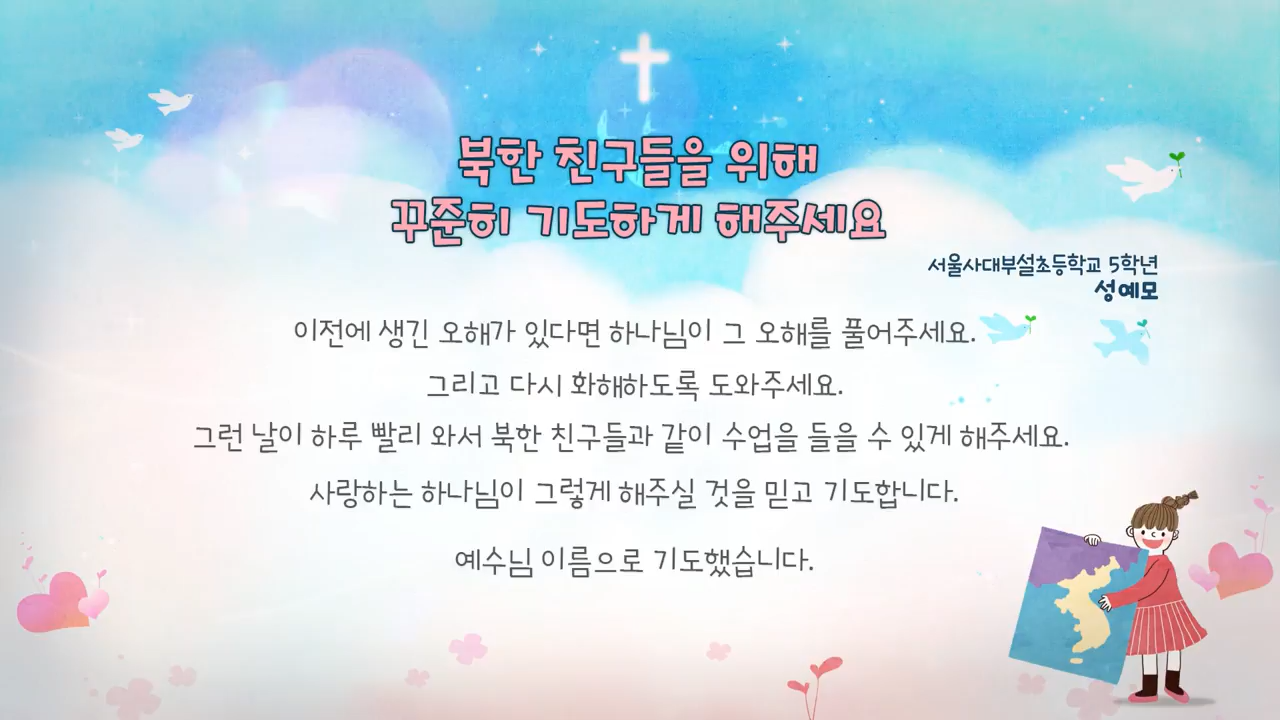 북한 친구들을 위해
꾸준히 기도하게 해주세요
서울사대부설초등학교 5학년
성예모
이전에 생긴 오해가 있다면 하나님이 그 오해를 풀어주세요.
그리고 다시 화해하도록 도와주세요.
그런 날이 하루 빨리 와서 북한 친구들과 같이 수업을 들을 수 있게 해주세요.
사랑하는 하나님이 그렇게 해주실 것을 믿고 기도합니다.
예수님 이름으로 기도했습니다.